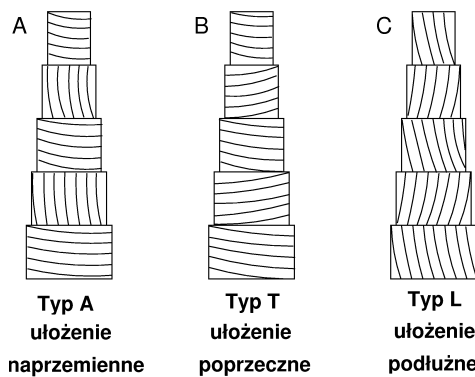 A
B
C
Typ A
ułożenie
naprzemienne
Typ T
ułożenie
poprzeczne
Typ L
ułożenie
podłużne